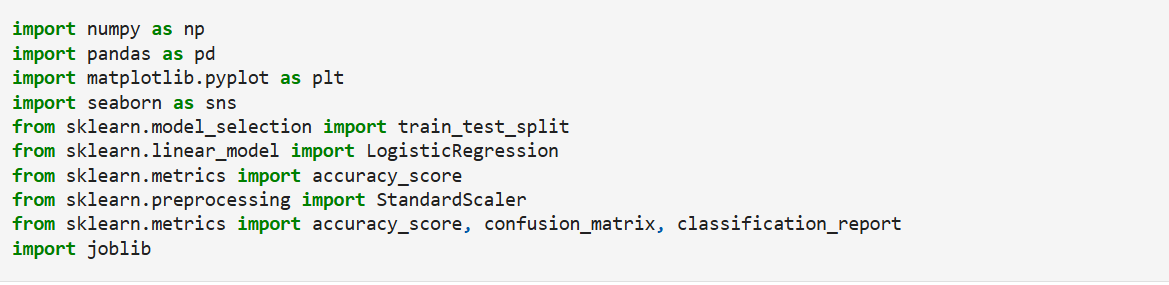 import numpy as np
import pandas as pd
import matplotlib.pyplot as plt
import seaborn as sns
from sklearn.model_selection import train_test_split
from sklearn.linear_model import LogisticRegression
from sklearn.metrics import accuracy_score
from sklearn.preprocessing import StandardScaler
from sklearn.metrics import accuracy_score, confusion_matrix, classification_report
import joblib